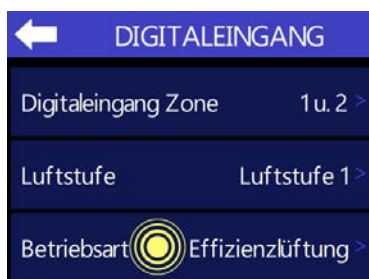 DIGITALEINGANG
Digitaleingang Zone 1 u. 2 >
Luftstufe Luftstufe 1 >
Betriebsart Effizienzlüftung >